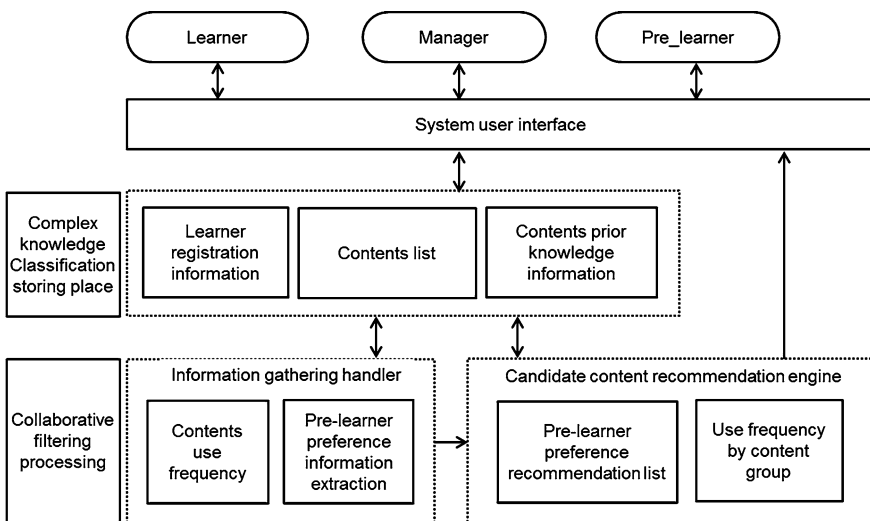 Learner
Manager
Pre_learner
System user interface
Complex
knowledge
Classification
storing place
Learner
registration
information
Contents list
Contents prior
knowledge
information
Collaborative
filtering
processing
Information gathering handler
Contents
use
frequency
Pre-learner
preference
information
extraction
Candidate content recommendation engine
Pre-learner
preference
recommendation list
Use frequency
by content
group